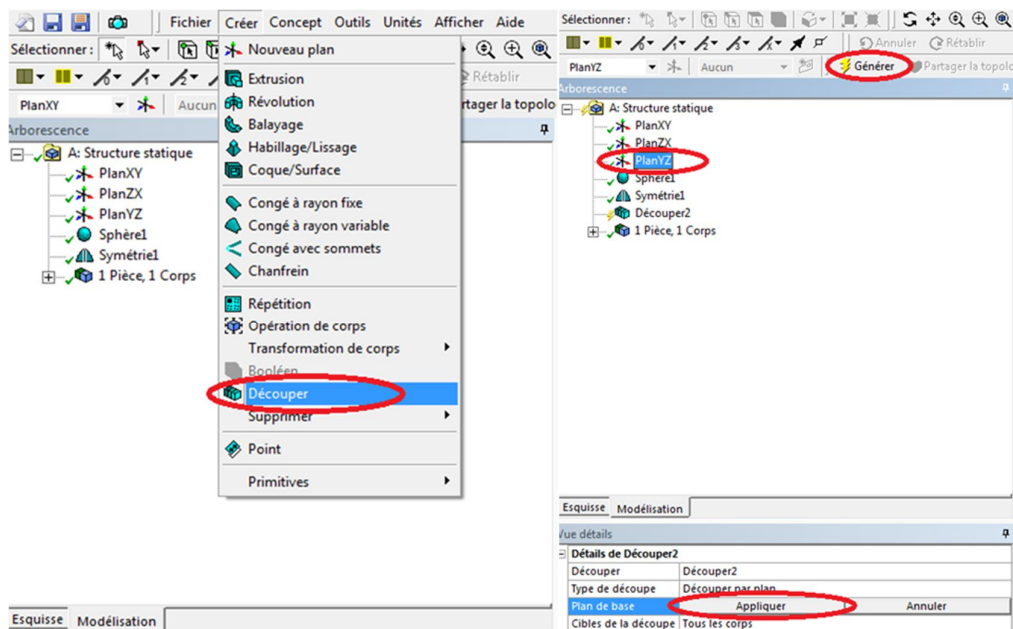 Fichier Créer Concept Outils Unités Afficher Aide
Sélectionner :
Rétablir
PlanXY Aucun rtager la topolo
Arborescence
A: Structure statique
PlanXY
PlanZX
PlanYZ
Sphère1
Symétrie1
1 Pièce, 1 Corps
Nouveau plan
Extrusion
Révolution
Balayage
Habillage/Lissage
Coque/Surface
Congé à rayon fixe
Congé à rayon variable
Congé avec sommets
Chanfrein
Répétition
Opération de corps
Transformation de corps
Booléen
Découper
Supprimer
Point
Primitives
Esquisse Modélisation
Sélectionner :
Annuler Rétablir
PlanYZ Aucun Générer Partager la topolo
Arborescence
A: Structure statique
PlanXY
PlanZX
PlanYZ
Sphère1
Symétrie1
Découper2
1 Pièce, 1 Corps
Esquisse Modélisation
Vue détails
Détails de Découper2
Découper Découper2
Type de découpe Découper par plan
Plan de base Appliquer Annuler
Cibles de la découpe Tous les corps